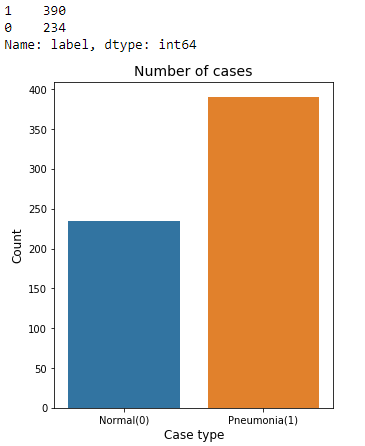 1    390
0    234
Name: label, dtype: int64
Number of cases
400
350
300
250
200
150
100
50
0
Count
Normal(0) Pneumonia(1)
Case type